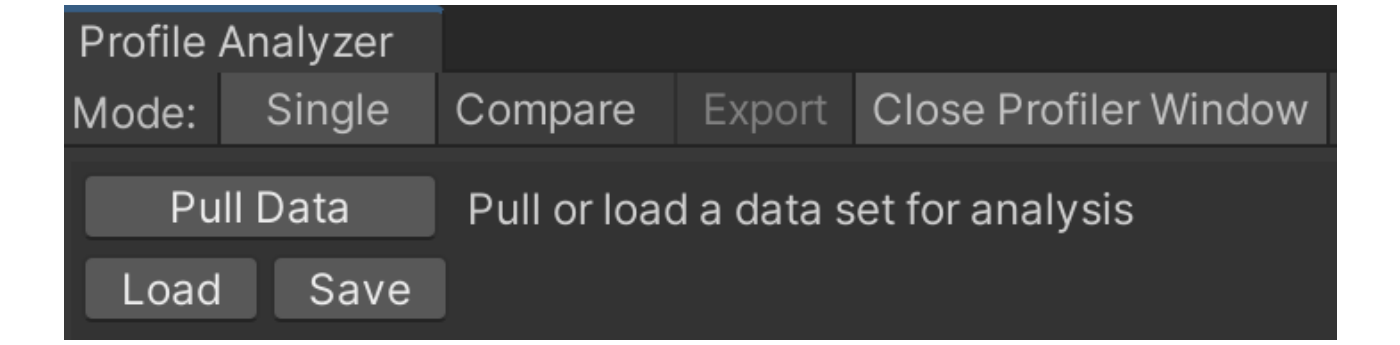 Profile Analyzer
Mode: Single Compare Export Close Profiler Window
Pull Data Pull or load a data set for analysis
Load Save